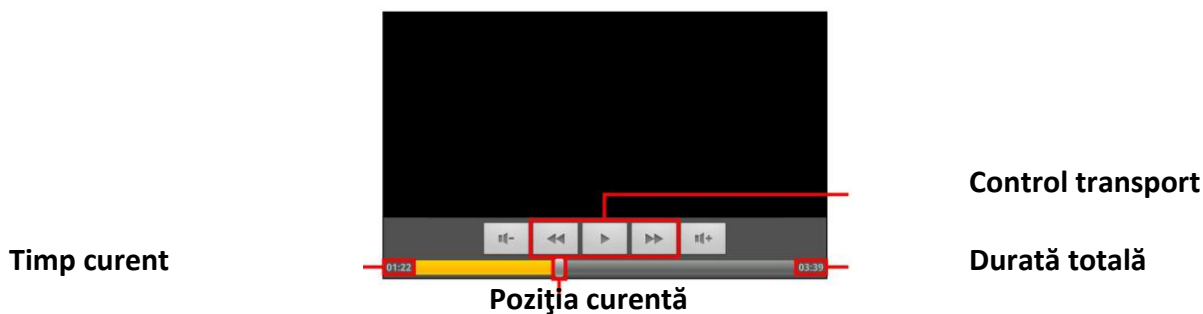 Control transport
01:22
03:39
Timp curent
Durată totală
Poziţia curentă